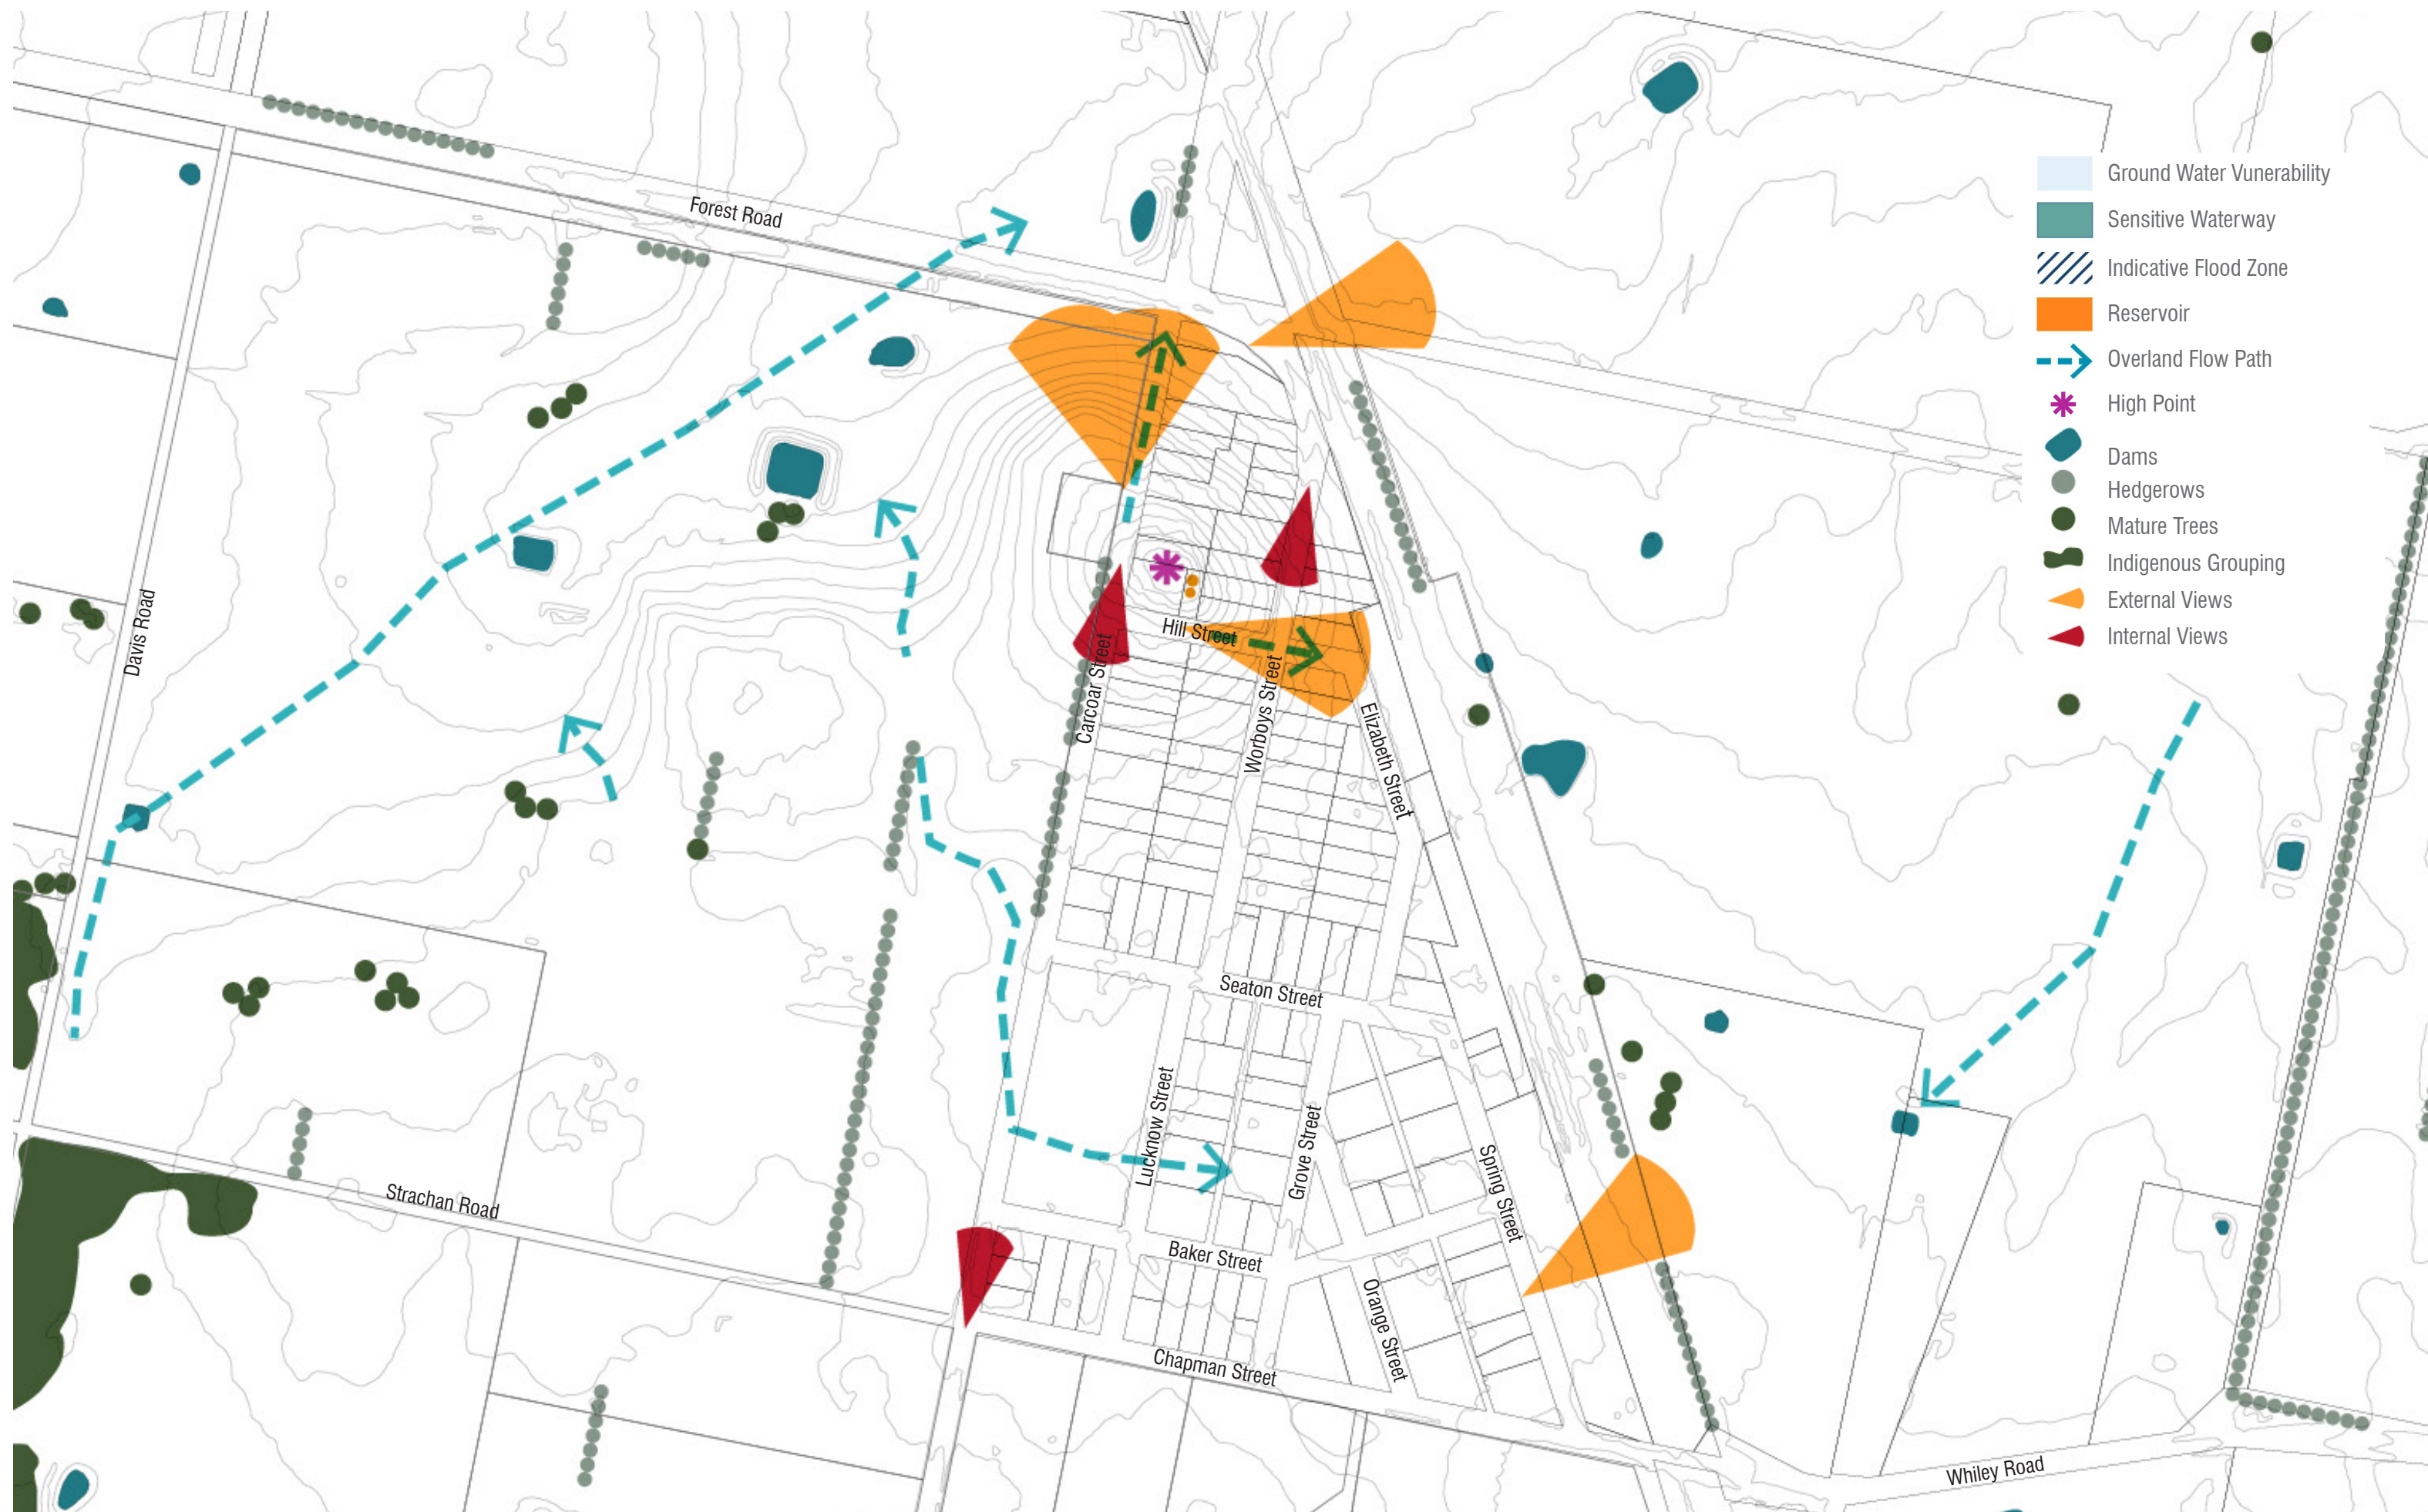 Forest Road
Ground Water Vunerability
Sensitive Waterway
Indicative Flood Zone
Reservoir
Overland Flow Path
High Point
Dams
Hedgerows
Mature Trees
Indigenous Grouping
External Views
Internal Views
Davis Road
Hill Street
Carcoar Street
Worboys Street
Elizabeth Street
Seaton Street
Lucknow Street
Grove Street
Spring Street
Strachan Road
Baker Street
Orange Street
Chapman Street
Whiley Road